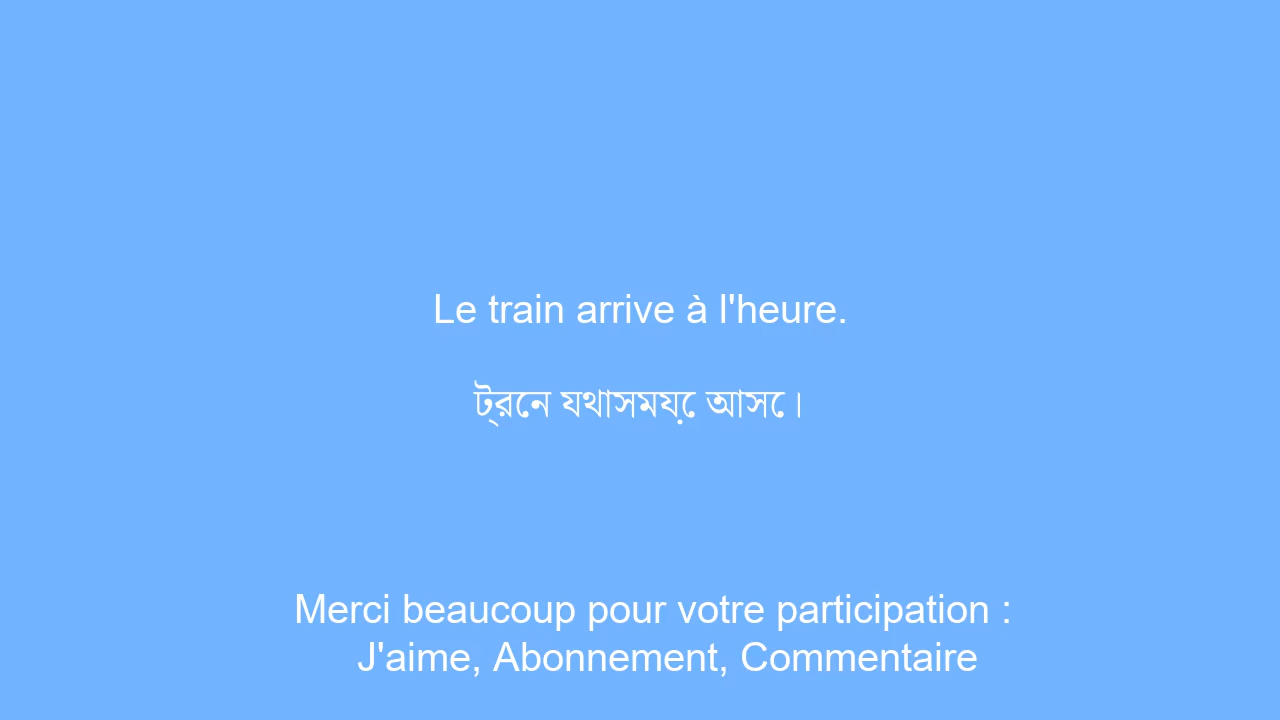 Le train arrive à l'heure.
ট্রেন যথাসময়ে আসে।
Merci beaucoup pour votre participation :
J'aime, Abonnement, Commentaire